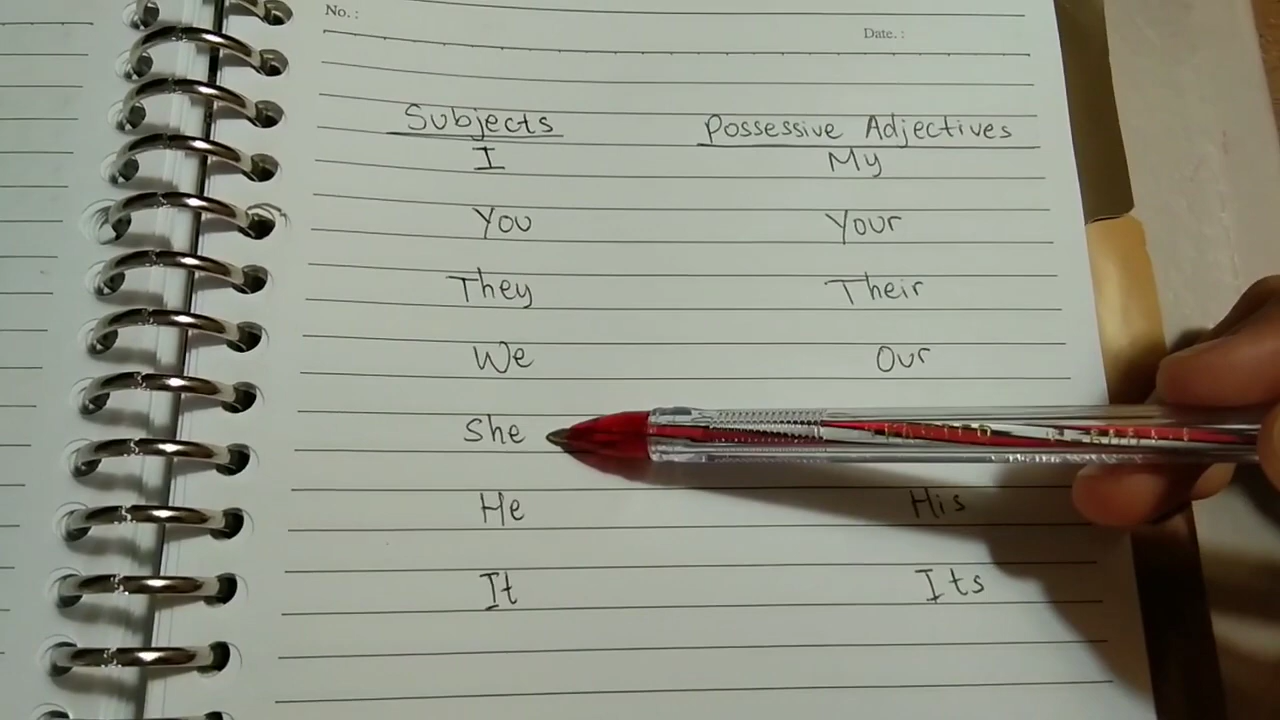 No. :
Date. :
Subjects Possessive Adjectives
I My
You Your
They Their
We Our
She
He His
It Its